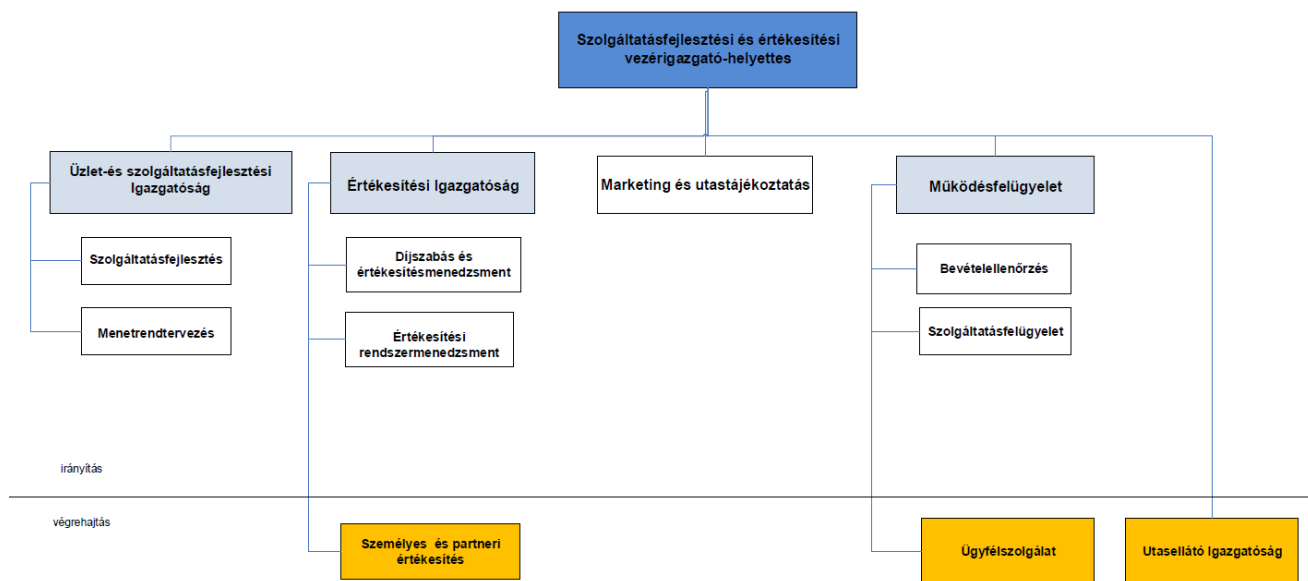 Szolgáltatásfejlesztési és értékesítési
vezérigazgató-helyettes
Üzlet-és szolgáltatásfejlesztési
Igazgatóság
Értékesítési Igazgatóság
Marketing és utastájékoztatás
Működésfelügyelet
Szolgáltatásfejlesztés
Díjszabás és
értékesítésmenedzsment
Bevételellenőrzés
Menetrendtervezés
Értékesítési
rendszermenedzsment
Szolgáltatásfelügyelet
irányítás
végrehajtás
Személyes és partneri
értékesítés
Ügyfélszolgálat
Utasellátó Igazgatóság